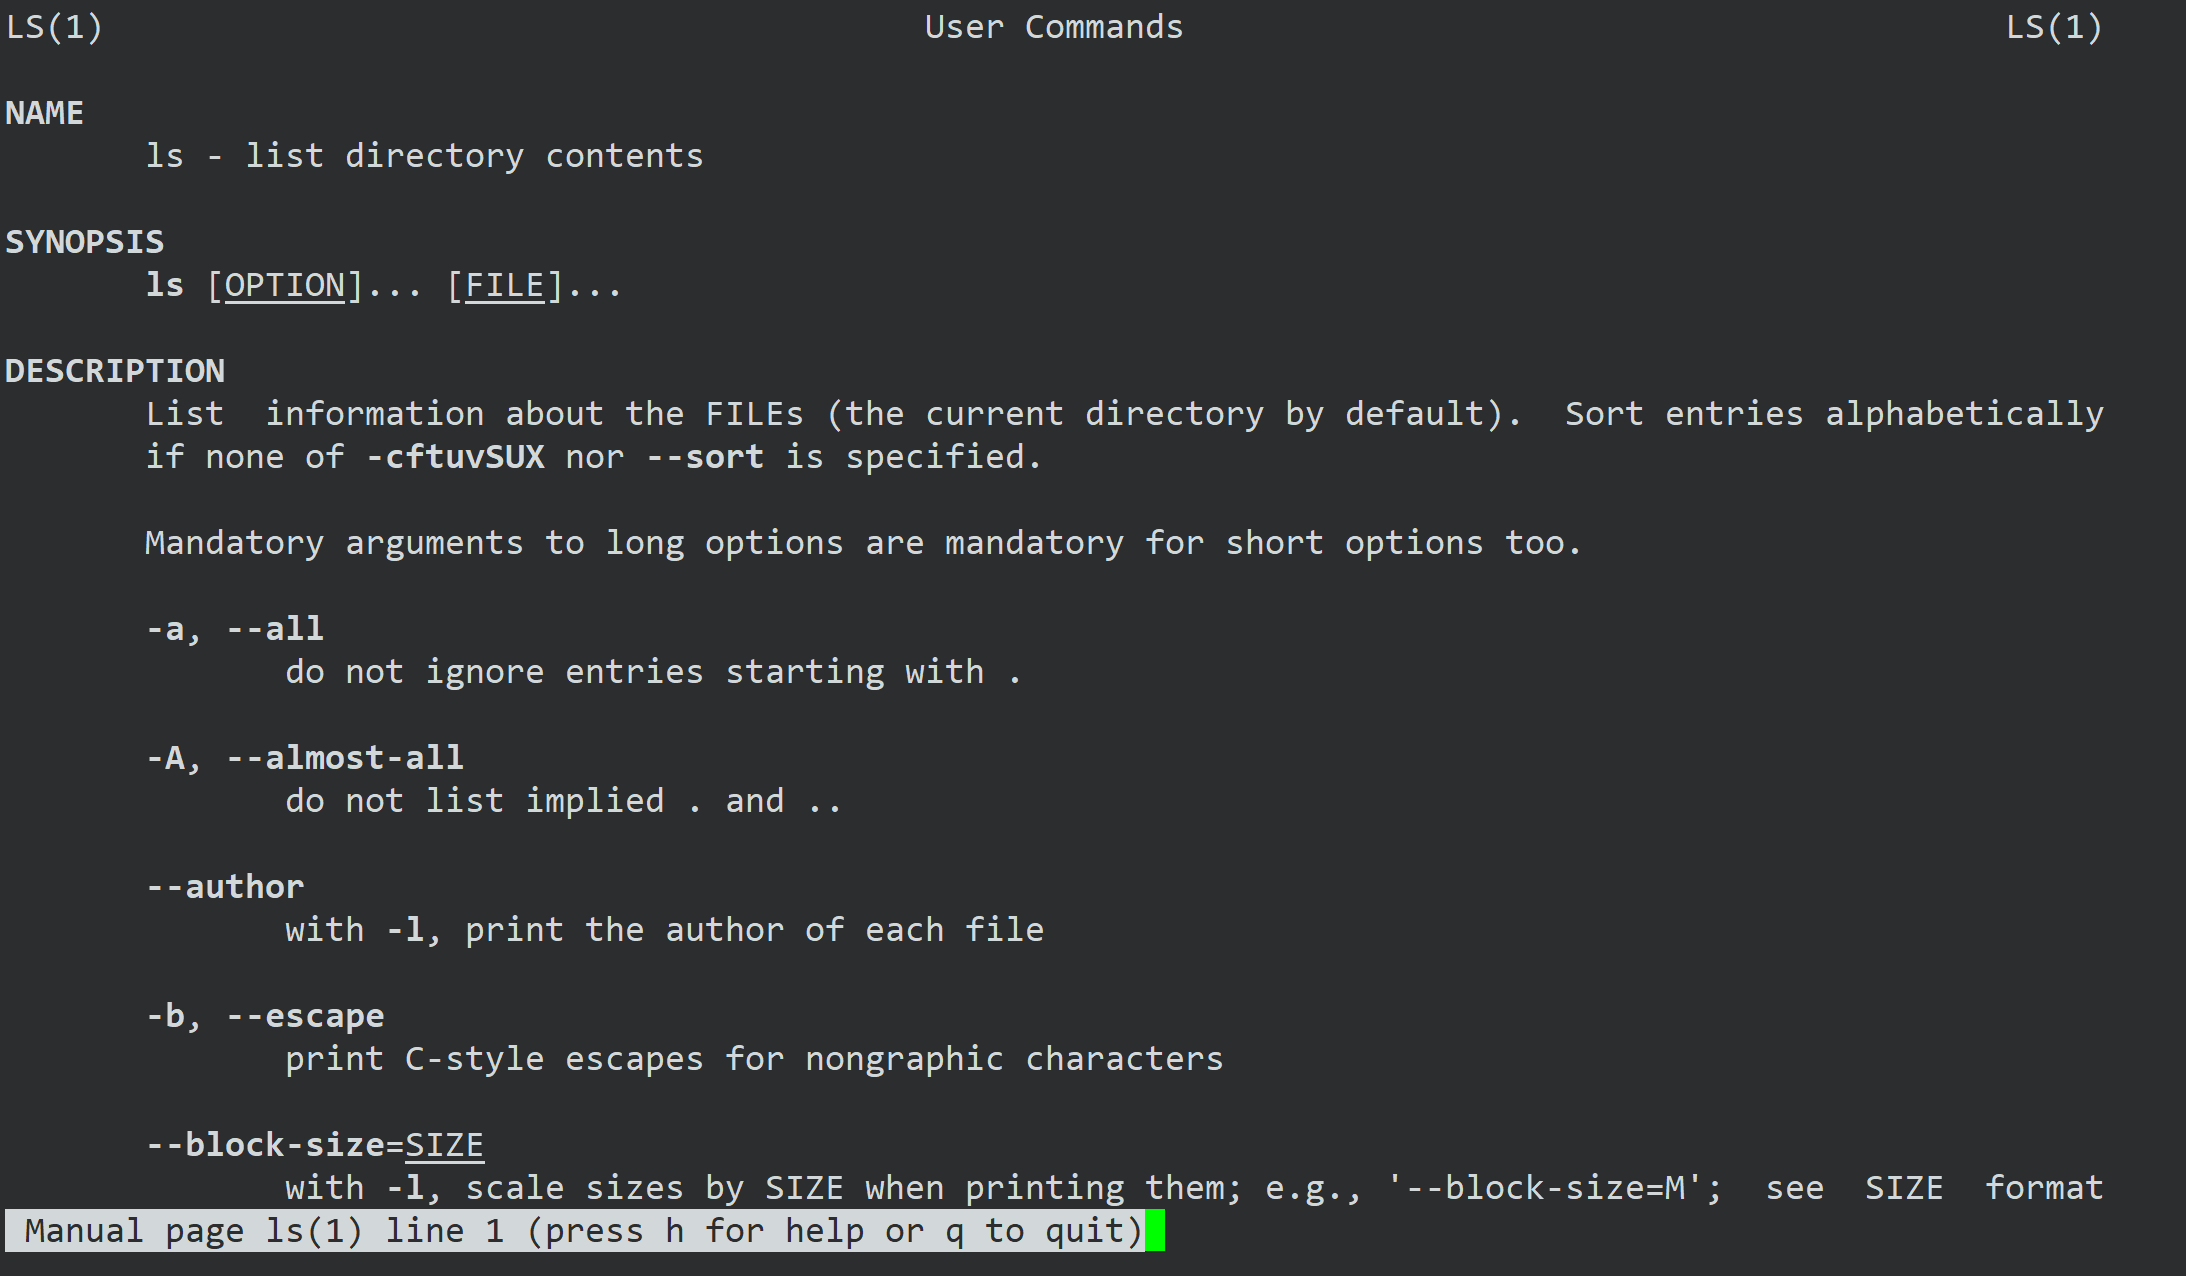 LS(1) User Commands LS(1)
NAME
ls - list directory contents
SYNOPSIS
ls [OPTION]... [FILE]...
DESCRIPTION
List  information about the FILEs (the current directory by default).  Sort entries alphabetically
if none of -cftuvSUX nor --sort is specified.
Mandatory arguments to long options are mandatory for short options too.
-a, --all
do not ignore entries starting with .
-A, --almost-all
do not list implied . and ..
--author
with -l, print the author of each file
-b, --escape
print C-style escapes for nongraphic characters
--block-size=SIZE
with -l, scale sizes by SIZE when printing them; e.g., '--block-size=M';  see  SIZE  format
Manual page ls(1) line 1 (press h for help or q to quit)